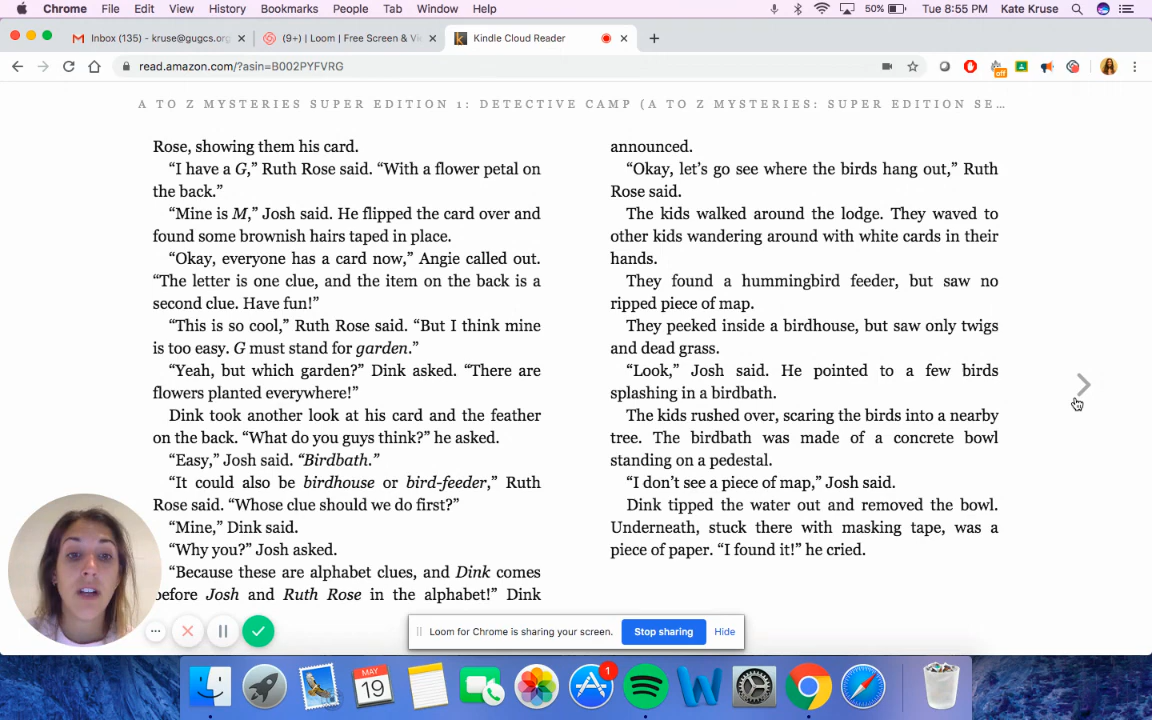 Chrome File Edit View History Bookmarks People Tab Window Help 50% Tue 8:55 PM Kate Kruse
Inbox (135) - kruse@gugcs.org (9+) | Loom | Free Screen & Vi Kindle Cloud Reader
read.amazon.com/?asin=B002PYFVRG
off
A TO Z MYSTERIES SUPER EDITION 1: DETECTIVE CAMP (A TO Z MYSTERIES: SUPER EDITION SE...
Rose, showing them his card.
“I have a G,” Ruth Rose said. “With a flower petal on
the back.”
“Mine is M,” Josh said. He flipped the card over and
found some brownish hairs taped in place.
“Okay, everyone has a card now,” Angie called out.
“The letter is one clue, and the item on the back is a
second clue. Have fun!”
“This is so cool,” Ruth Rose said. “But I think mine
is too easy. G must stand for garden.”
“Yeah, but which garden?” Dink asked. “There are
flowers planted everywhere!”
Dink took another look at his card and the feather
on the back. “What do you guys think?” he asked.
“Easy,” Josh said. “Birdbath.”
“It could also be birdhouse or bird-feeder,” Ruth
Rose said. “Whose clue should we do first?”
“Mine,” Dink said.
“Why you?” Josh asked.
“Because these are alphabet clues, and Dink comes
before Josh and Ruth Rose in the alphabet!” Dink
announced.
“Okay, let’s go see where the birds hang out,” Ruth
Rose said.
The kids walked around the lodge. They waved to
other kids wandering around with white cards in their
hands.
They found a hummingbird feeder, but saw no
ripped piece of map.
They peeked inside a birdhouse, but saw only twigs
and dead grass.
“Look,” Josh said. He pointed to a few birds
splashing in a birdbath.
The kids rushed over, scaring the birds into a nearby
tree. The birdbath was made of a concrete bowl
standing on a pedestal.
“I don’t see a piece of map,” Josh said.
Dink tipped the water out and removed the bowl.
Underneath, stuck there with masking tape, was a
piece of paper. “I found it!” he cried.
Loom for Chrome is sharing your screen. Stop sharing Hide
MAY
19
1